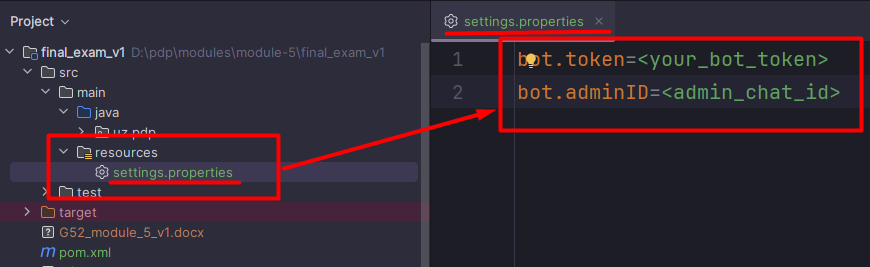 Project
final_exam_v1 D:\pdp\modules\module-5\final_exam_v1
src
main
java
uz.pdp
resources
settings.properties
test
target
G52_module_5_v1.docx
pom.xml
settings.properties
1 bot.token=<your_bot_token>
2 bot.adminID=<admin_chat_id>